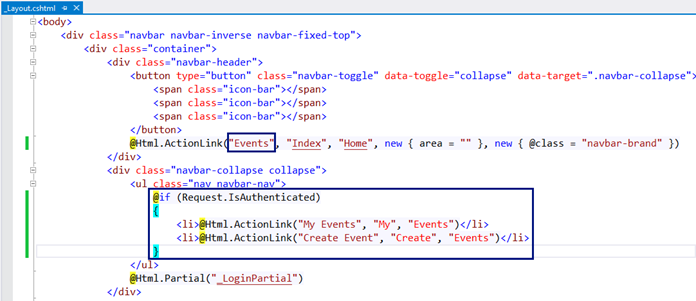 _Layout.cshtml
<body>
<div class="navbar navbar-inverse navbar-fixed-top">
<div class="container">
<div class="navbar-header">
<button type="button" class="navbar-toggle" data-toggle="collapse" data-target=".navbar-collapse">
<span class="icon-bar"></span>
<span class="icon-bar"></span>
<span class="icon-bar"></span>
</button>
@Html.ActionLink("Events", "Index", "Home", new { area = "" }, new { @class = "navbar-brand" })
</div>
<div class="navbar-collapse collapse">
<ul class="nav navbar-nav">
@if (Request.IsAuthenticated)
{
<li>@Html.ActionLink("My Events", "My", "Events")</li>
<li>@Html.ActionLink("Create Event", "Create", "Events")</li>
}
</ul>
@Html.Partial("_LoginPartial")
</div>